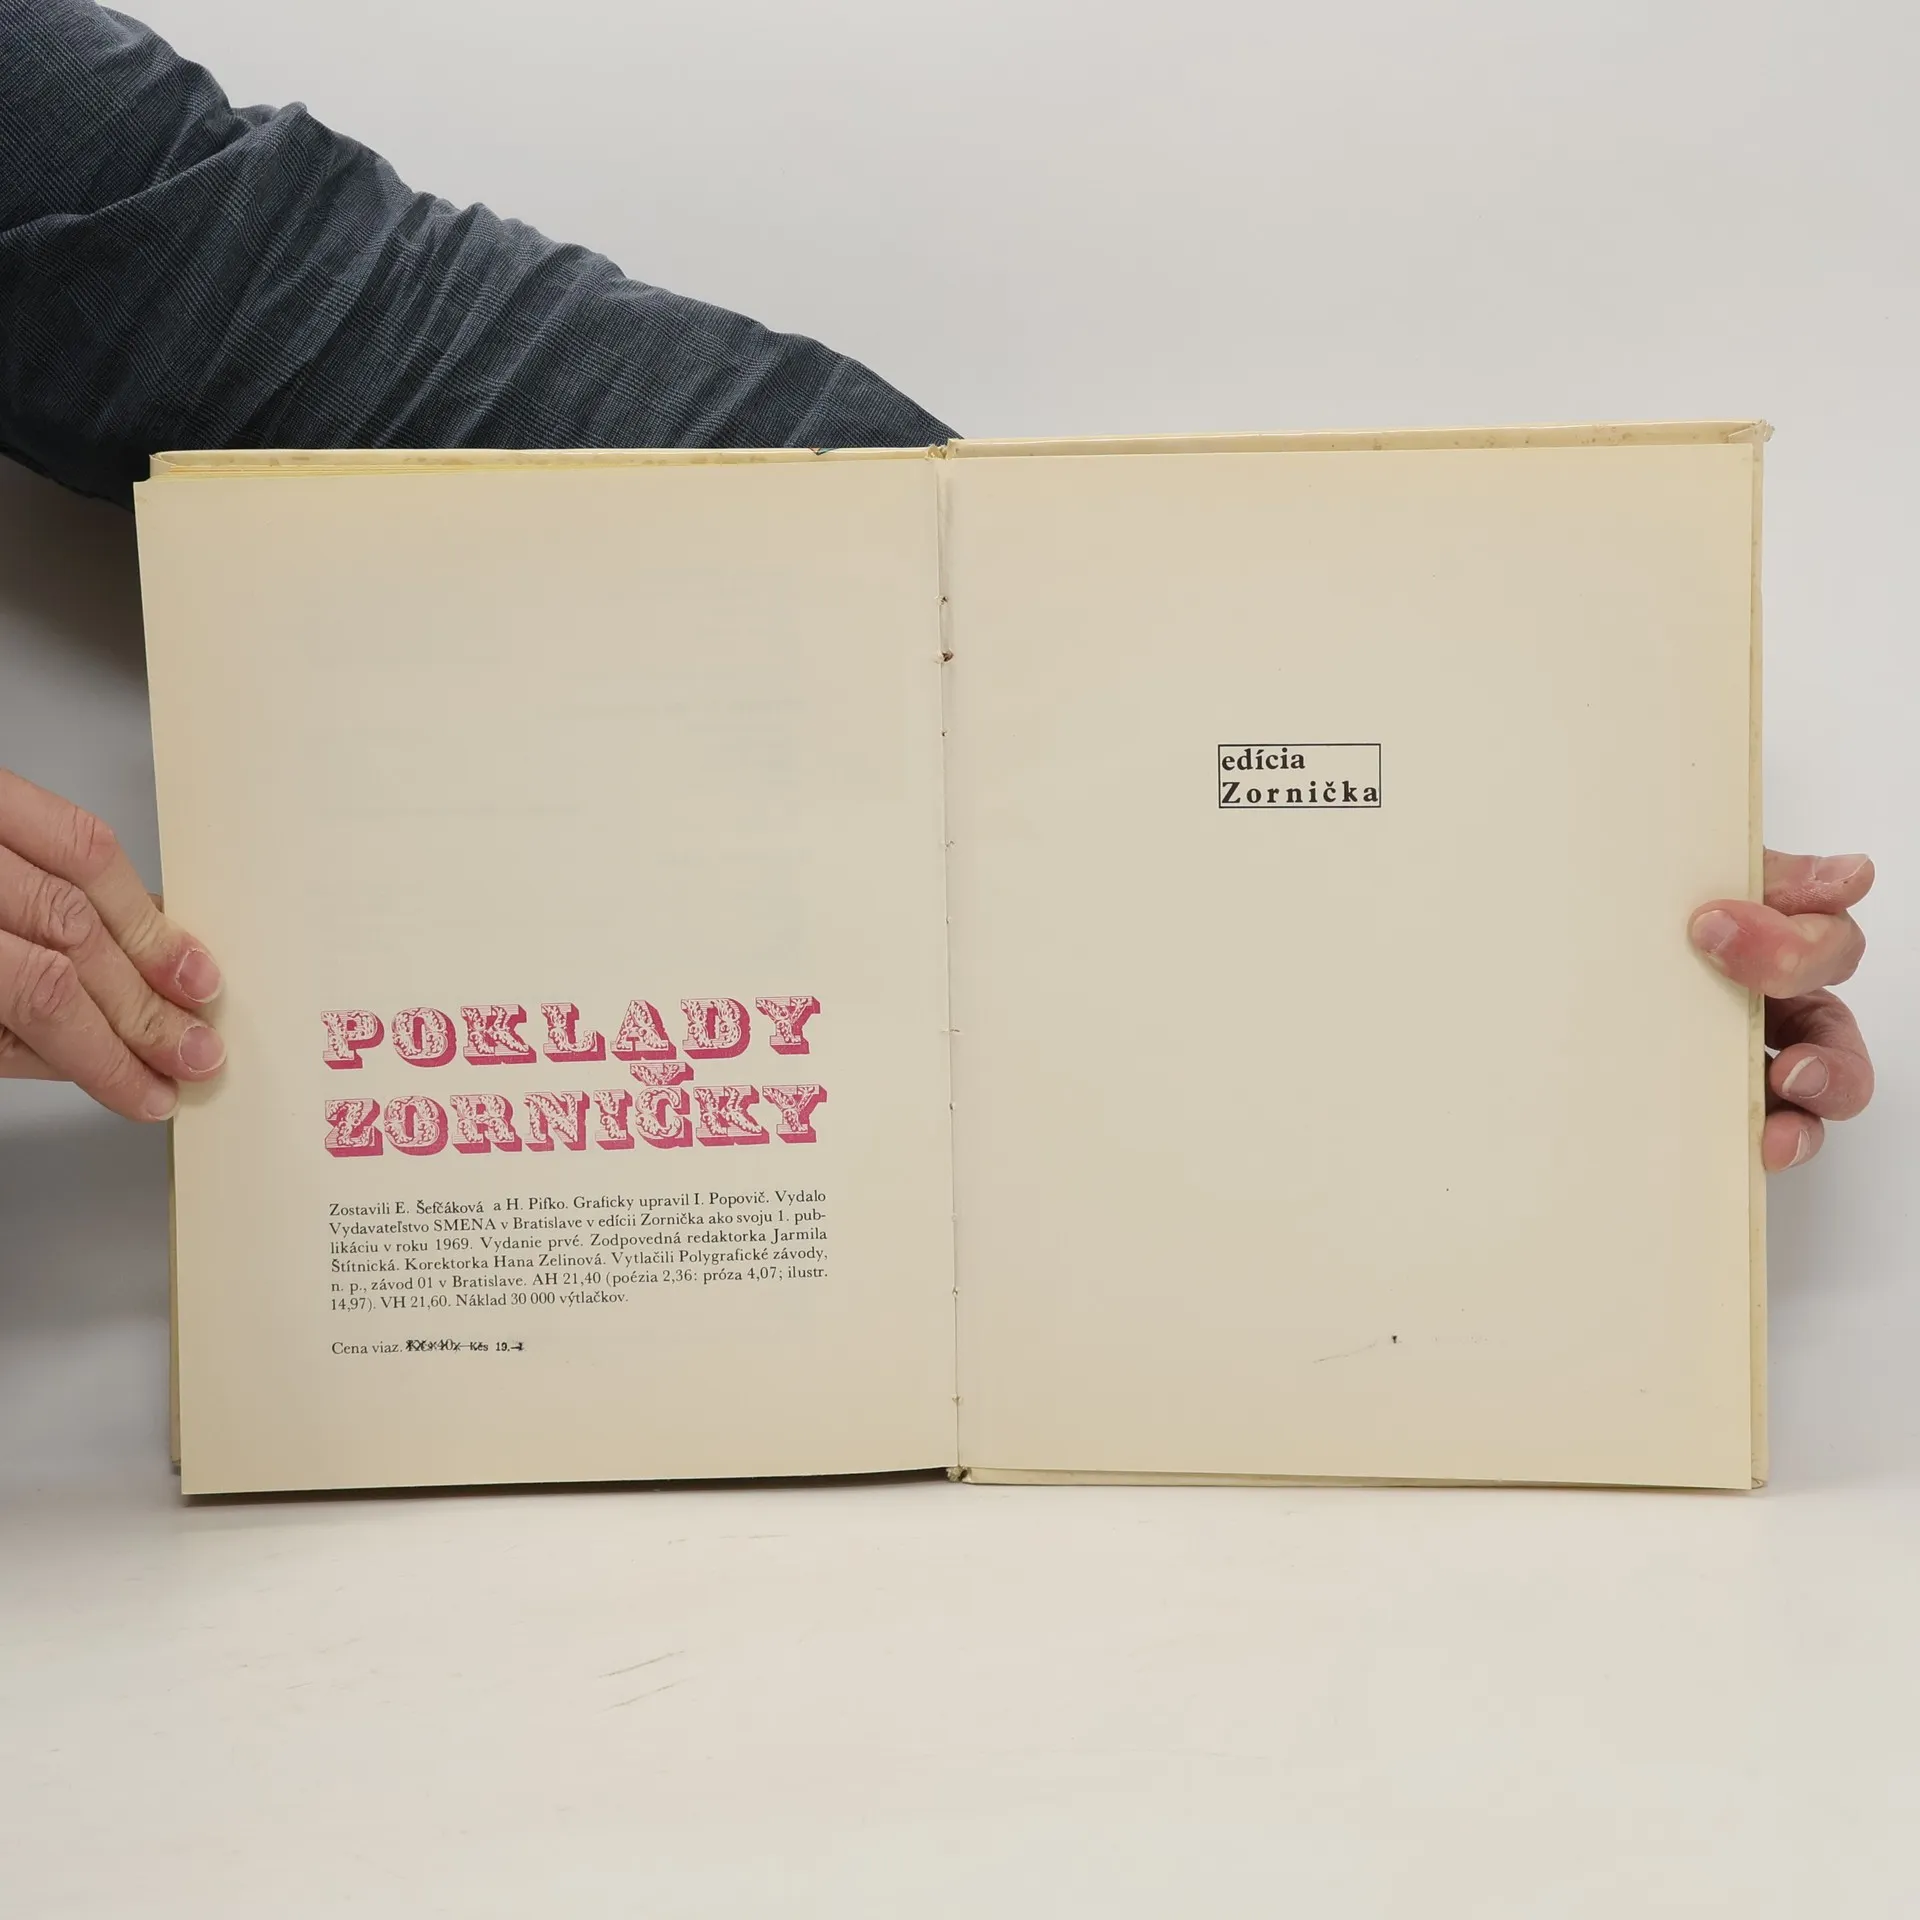 POKLADY
ZORNIČKY
Zostavili E. Šefčáková a H. Pifko. Graficky upravil I. Popovič. Vydalo
Vydavateľstvo SMENA v Bratislave v edícii Zornička ako svoju 1. pub-
likáciu v roku 1969. Vydanie prvé. Zodpovedná redaktorka Jarmila
Štítnická. Korektorka Hana Zelinová. Vytlačili Polygrafické závody,
n. p., závod 01 v Bratislave. AH 21,40 (poézia 2,36: próza 4,07; ilustr.
14,97). VH 21,60. Náklad 30 000 výtlačkov.
Cena viaz. Kčs 19.—
edícia
Zornička